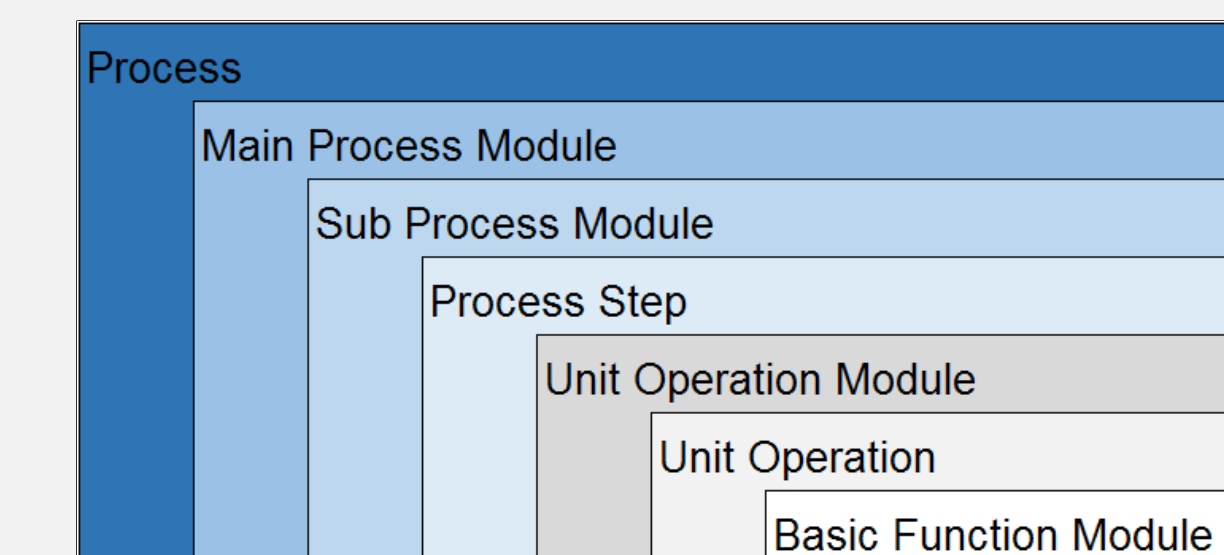 Process
Main Process Module
Sub Process Module
Process Step
Unit Operation Module
Unit Operation
Basic Function Module